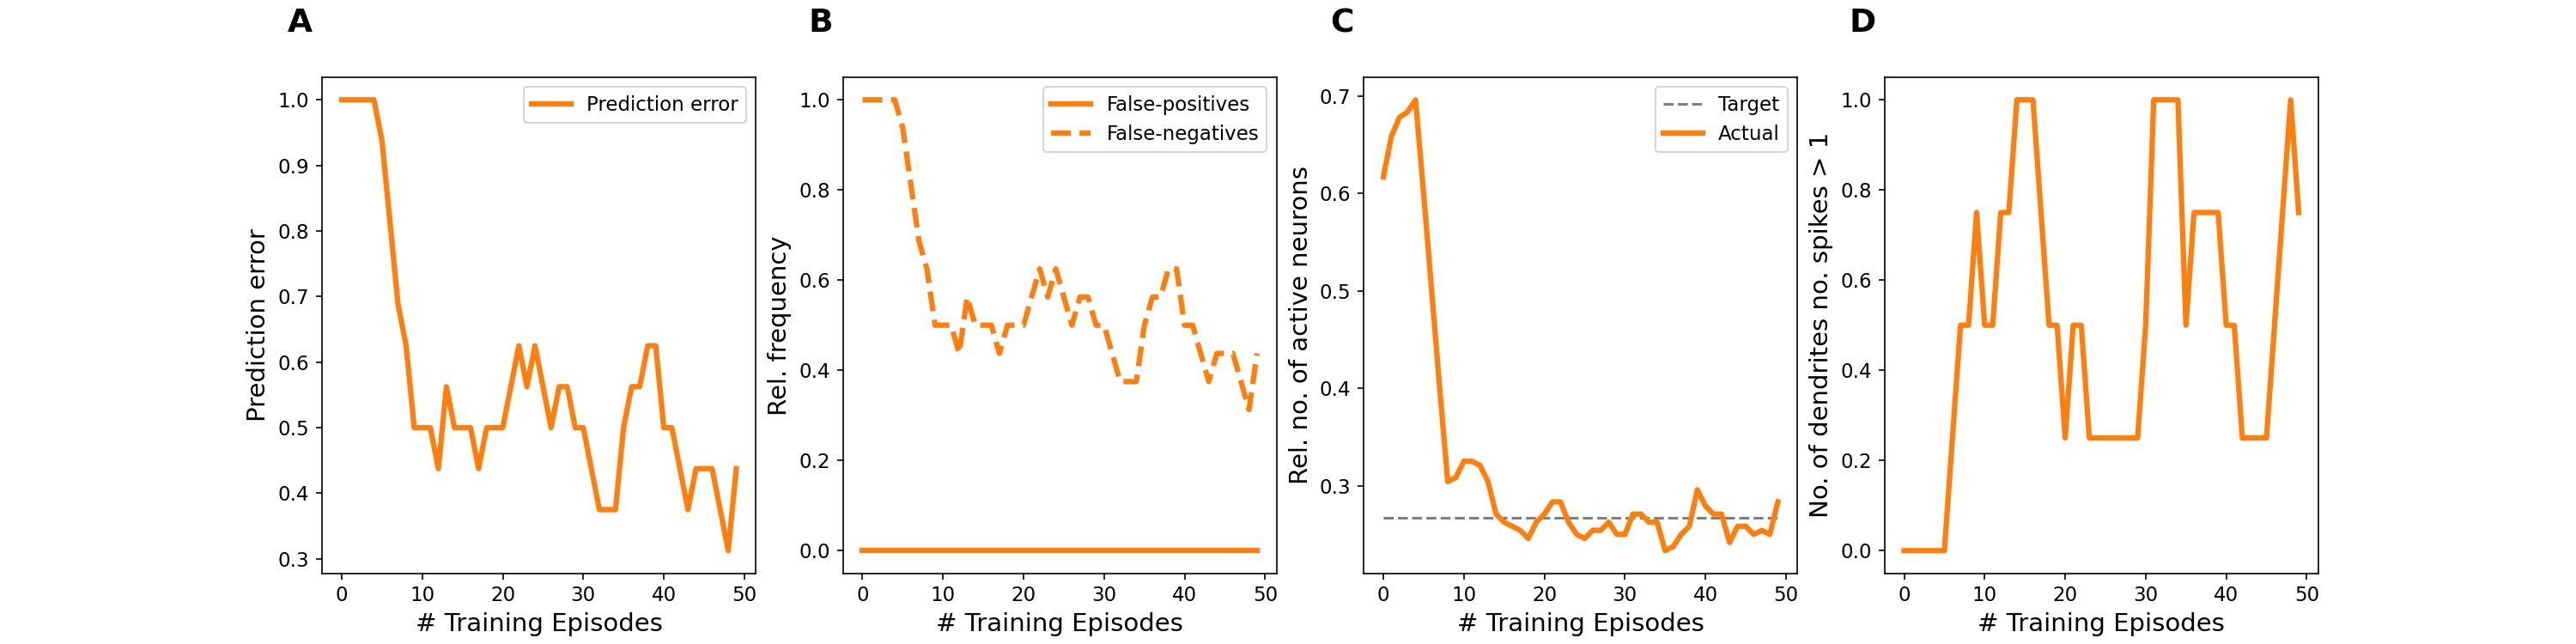 A
Prediction error
1.0
0.9
0.8
0.7
0.6
0.5
0.4
0.3
Prediction error
0 10 20 30 40 50
# Training Episodes
B
False-positives
False-negatives
1.0
0.8
0.6
0.4
0.2
0.0
Rel. frequency
0 10 20 30 40 50
# Training Episodes
C
Target
Actual
0.7
0.6
0.5
0.4
0.3
Rel. no. of active neurons
0 10 20 30 40 50
# Training Episodes
D
1.0
0.8
0.6
0.4
0.2
0.0
No. of dendrites no. spikes > 1
0 10 20 30 40 50
# Training Episodes